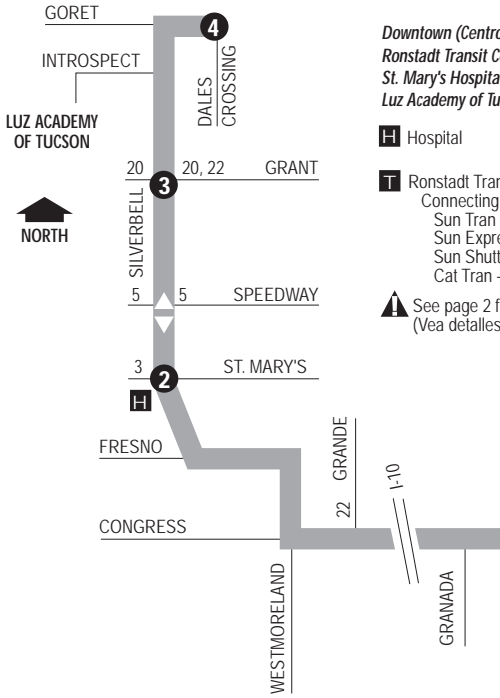 GORET
4
INTROSPECT
DALES
CROSSING
LUZ ACADEMY
OF TUCSON
20
20, 22
GRANT
3
NORTH
SILVERBELL
5
5
SPEEDWAY
3
ST. MARY'S
2
H
FRESNO
GRANDE
22
I-10
CONGRESS
WESTMORELAND
GRANADA
Downtown (Centro
Ronstadt Transit C
St. Mary's Hospita
Luz Academy of Tu
H Hospital
T Ronstadt Tran
Connecting
Sun Tran
Sun Expre
Sun Shutt
Cat Tran -
! See page 2 f
(Vea detalles